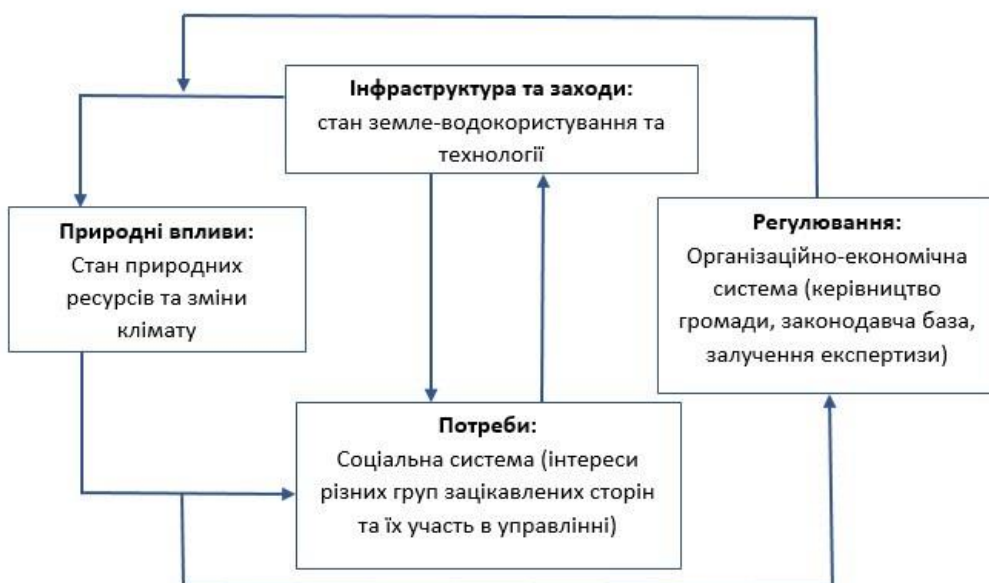 Інфраструктура та заходи:
стан земле-водокористування та
технології
Природні впливи:
Стан природних
ресурсів та зміни
клімату
Регулювання:
Організаційно-економічна
система (керівництво
громади, законодавча база,
залучення експертизи)
Потреби:
Соціальна система (інтереси
різних груп зацікавлених сторін
та їх участь в управлінні)